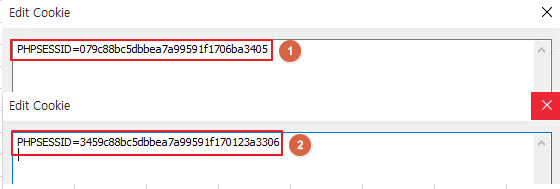 Edit Cookie
PHPSESSID=079c88bc5dbbea7a99591f1706ba3405
1
Edit Cookie
PHPSESSID=3459c88bc5dbbea7a99591f170123a3306
2